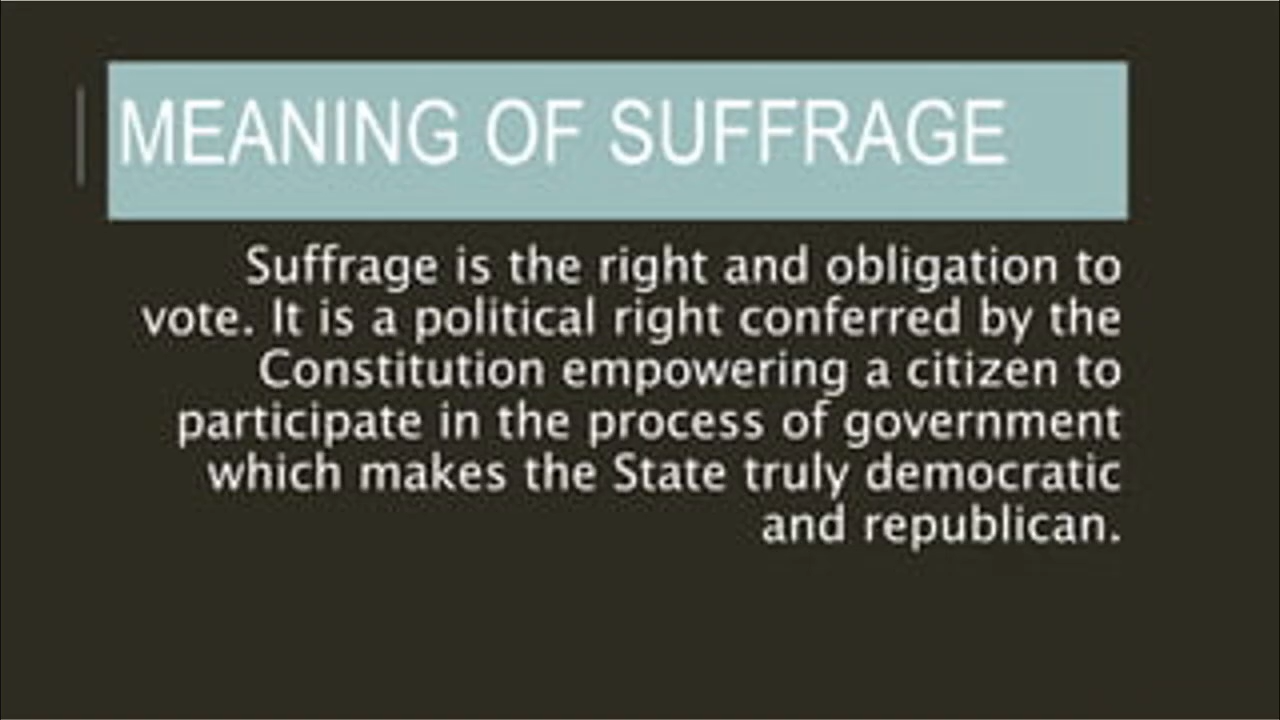 MEANING OF SUFFRAGE
Suffrage is the right and obligation to
vote. It is a political right conferred by the
Constitution empowering a citizen to
participate in the process of government
which makes the State truly democratic
and republican.